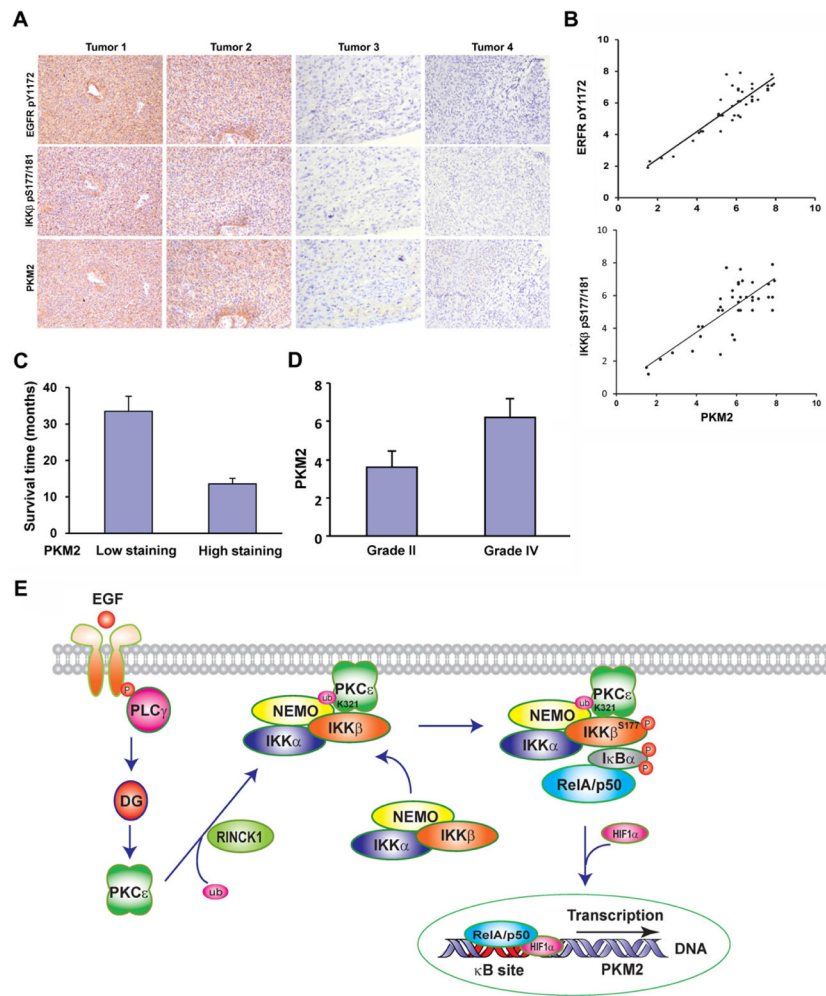 A
Tumor 1 Tumor 2 Tumor 3 Tumor 4
EGFR pY1172
IKKβ pS177/181
PKM2
B
10
8
6
4
2
0
ERFR pY1172
0 2 4 6 8 10
10
8
6
4
2
0
IKKβ pS177/181
0 2 4 6 8 10
PKM2
C
40
30
20
10
0
Survival time (months)
PKM2 Low staining High staining
D
8
6
4
2
0
PKM2
Grade II Grade IV
E
EGF
P
PLCγ
DG
PKCε
RINCK1
ub
PKCε
ub K321
NEMO
IKKα IKKβ
NEMO
IKKα IKKβ
PKCε
ub K321
NEMO
IKKα IKKβ S177 P
IκBα P
P
RelA/p50
HIF1α
Transcription
RelA/p50
HIF1α
DNA
κB site PKM2